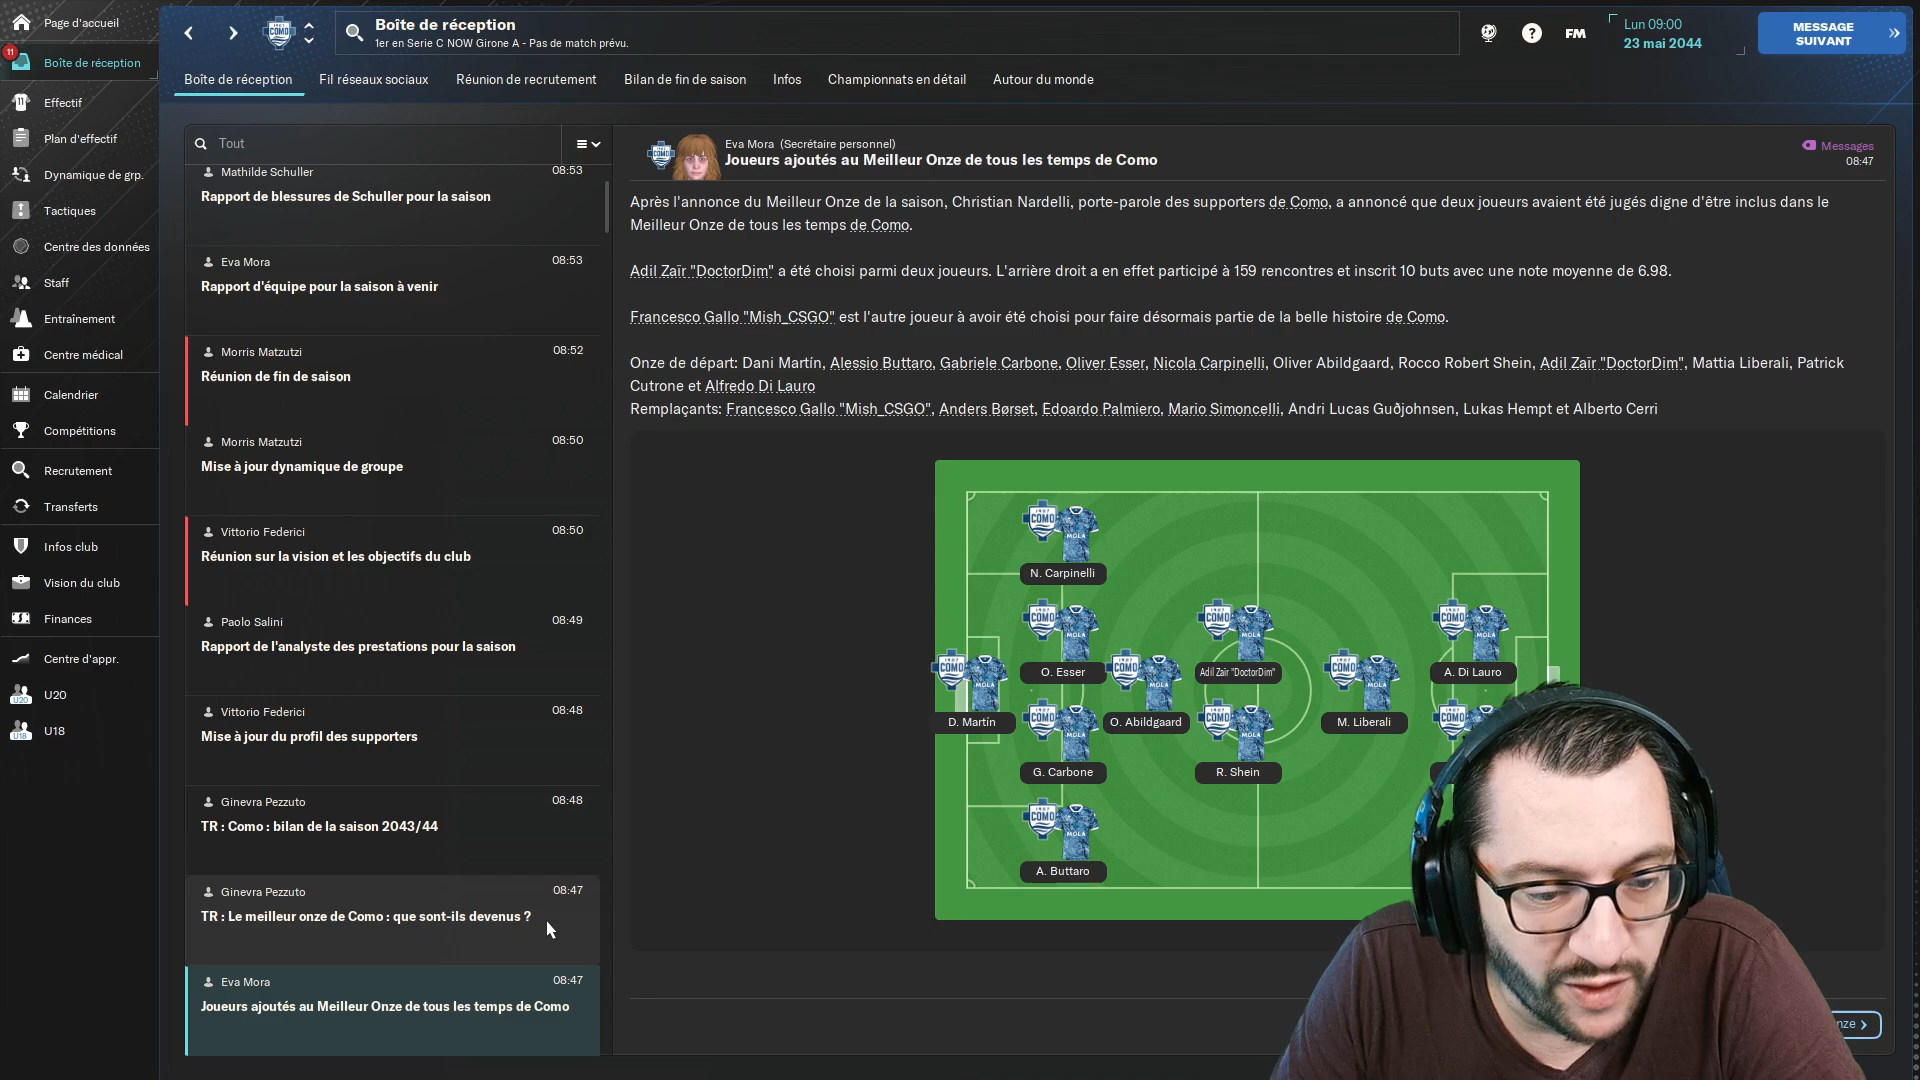 Page d'accueil
11
Boîte de réception
Effectif
Plan d'effectif
Dynamique de grp.
Tactiques
Centre des données
Staff
Entraînement
Centre médical
Calendrier
Compétitions
Recrutement
Transferts
Infos club
Vision du club
Finances
Centre d'appr.
U20
U20
U18
U18
Boîte de réception
1er en Serie C NOW Girone A - Pas de match prévu.
FM
Lun 09:00
23 mai 2044
MESSAGE SUIVANT
Boîte de réception
Fil réseaux sociaux
Réunion de recrutement
Bilan de fin de saison
Infos
Championnats en détail
Autour du monde
Tout
Mathilde Schuller 08:53
Rapport de blessures de Schuller pour la saison
Eva Mora 08:53
Rapport d'équipe pour la saison à venir
Morris Matzutzi 08:52
Réunion de fin de saison
Morris Matzutzi 08:50
Mise à jour dynamique de groupe
Vittorio Federici 08:50
Réunion sur la vision et les objectifs du club
Paolo Salini 08:49
Rapport de l'analyste des prestations pour la saison
Vittorio Federici 08:48
Mise à jour du profil des supporters
Ginevra Pezzuto 08:48
TR : Como : bilan de la saison 2043/44
Ginevra Pezzuto 08:47
TR : Le meilleur onze de Como : que sont-ils devenus ?
Eva Mora 08:47
Joueurs ajoutés au Meilleur Onze de tous les temps de Como
Eva Mora (Secrétaire personnel)
Joueurs ajoutés au Meilleur Onze de tous les temps de Como
Messages
08:47
Après l'annonce du Meilleur Onze de la saison, Christian Nardelli, porte-parole des supporters de Como, a annoncé que deux joueurs avaient été jugés digne d'être inclus dans le
Meilleur Onze de tous les temps de Como.
Adil Zaïr "DoctorDim" a été choisi parmi deux joueurs. L'arrière droit a en effet participé à 159 rencontres et inscrit 10 buts avec une note moyenne de 6.98.
Francesco Gallo "Mish_CSGO" est l'autre joueur à avoir été choisi pour faire désormais partie de la belle histoire de Como.
Onze de départ: Dani Martín, Alessio Buttaro, Gabriele Carbone, Oliver Esser, Nicola Carpinelli, Oliver Abildgaard, Rocco Robert Shein, Adil Zaïr "DoctorDim", Mattia Liberali, Patrick
Cutrone et Alfredo Di Lauro
Remplaçants: Francesco Gallo "Mish_CSGO", Anders Børset, Edoardo Palmiero, Mario Simoncelli, Andri Lucas Guðjohnsen, Lukas Hempt et Alberto Cerri
N. Carpinelli
O. Esser
Adil Zaïr "DoctorDim"
A. Di Lauro
D. Martín
O. Abildgaard
M. Liberali
G. Carbone
R. Shein
A. Buttaro